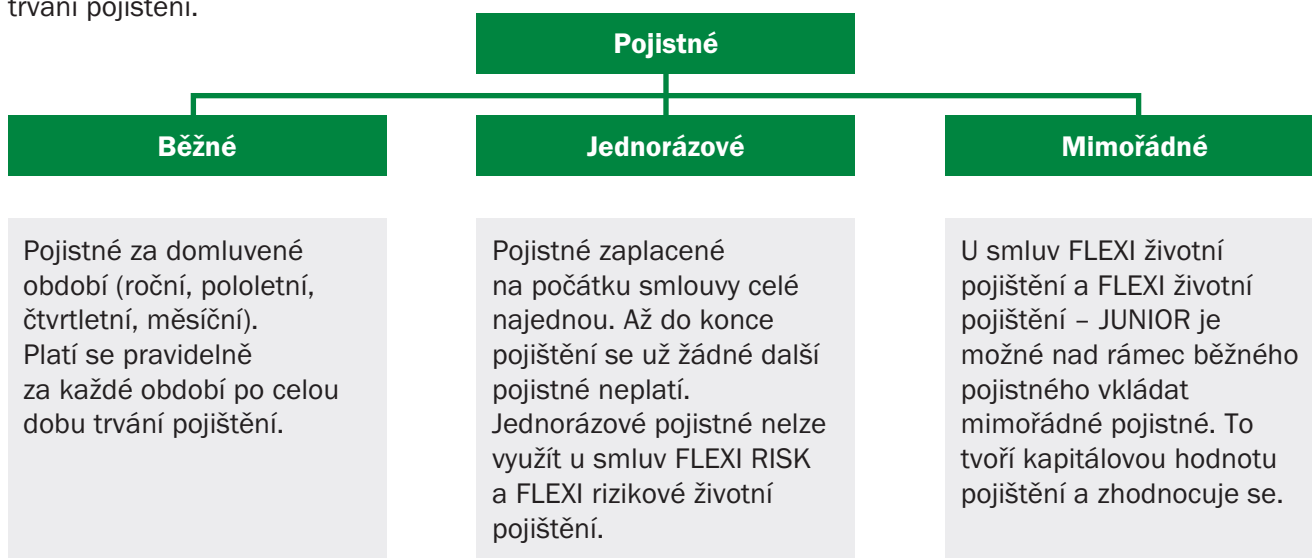 trvání pojištění.
Pojistné
Běžné
Pojistné za domluvené
období (roční, pololetní,
čtvrtletní, měsíční).
Platí se pravidelně
za každé období po celou
dobu trvání pojištění.
Jednorázové
Pojistné zaplacené
na počátku smlouvy celé
najednou. Až do konce
pojištění se už žádné další
pojistné neplatí.
Jednorázové pojistné nelze
využít u smluv FLEXI RISK
a FLEXI rizikové životní
pojištění.
Mimořádné
U smluv FLEXI životní
pojištění a FLEXI životní
pojištění – JUNIOR je
možné nad rámec běžného
pojistného vkládat
mimořádné pojistné. To
tvoří kapitálovou hodnotu
pojištění a zhodnocuje se.